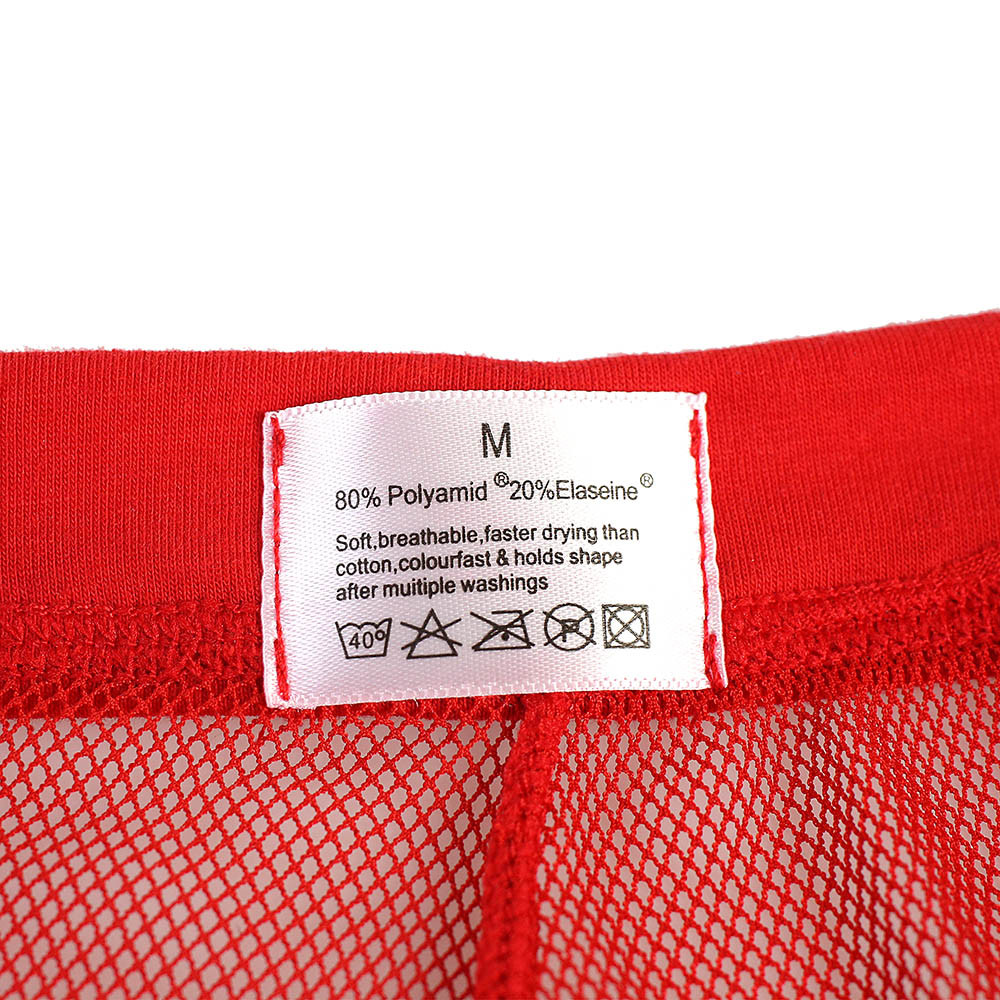 M
80% Polyamid ®20%Elaseine®
Soft,breathable,faster drying than
cotton,colourfast & holds shape
after muitiple washings
40° P